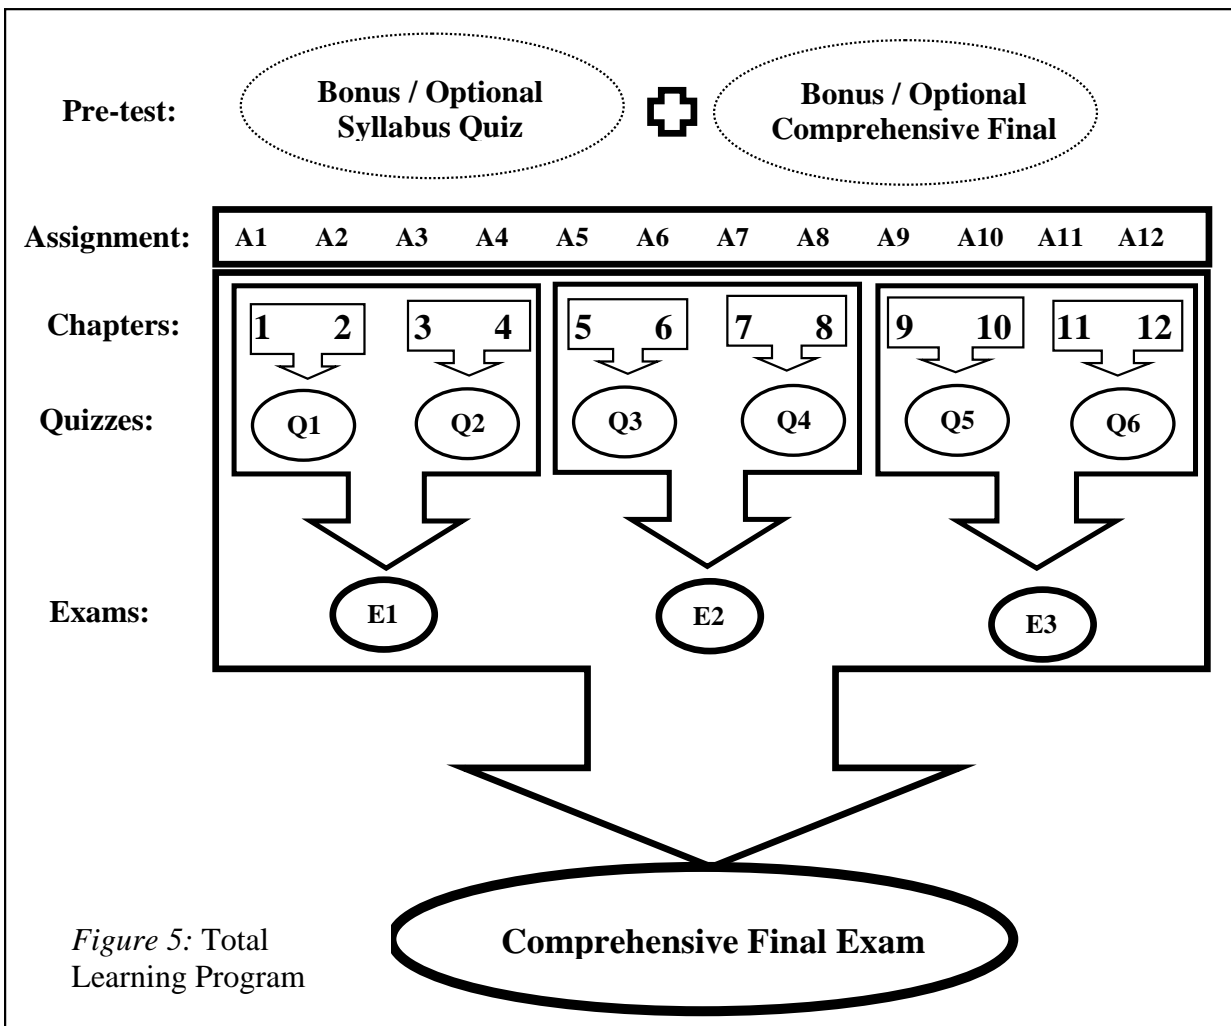 Pre-test:
Bonus / Optional
Syllabus Quiz
Bonus / Optional
Comprehensive Final
Assignment: A1 A2 A3 A4 A5 A6 A7 A8 A9 A10 A11 A12
Chapters: 1 2 3 4 5 6 7 8 9 10 11 12
Quizzes: Q1 Q2 Q3 Q4 Q5 Q6
Exams: E1 E2 E3
Comprehensive Final Exam
Figure 5: Total
Learning Program